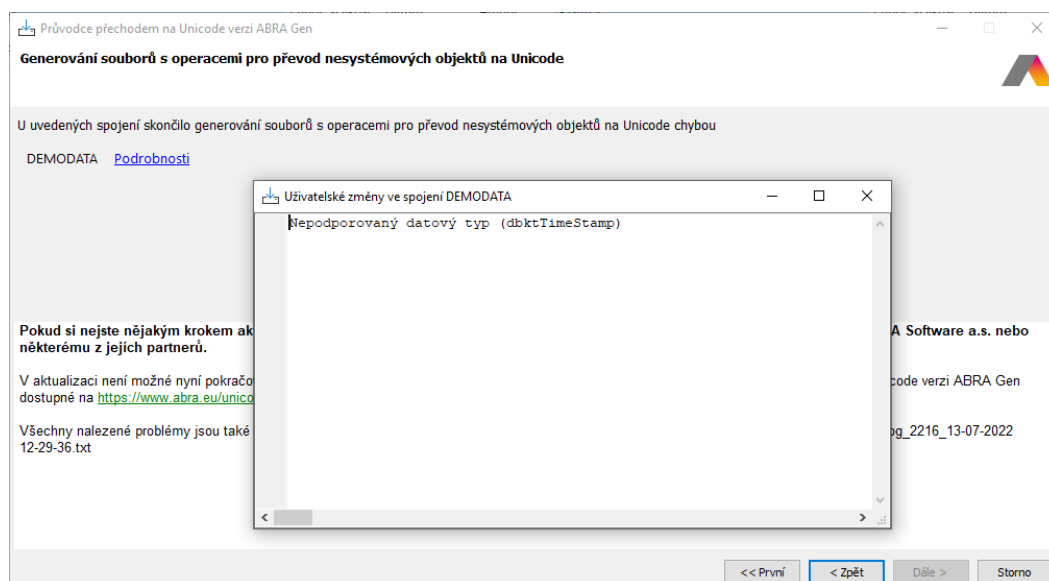 Průvodce přechodem na Unicode verzi ABRA Gen
Generování souborů s operacemi pro převod nesystémových objektů na Unicode
U uvedených spojení skončilo generování souborů s operacemi pro převod nesystémových objektů na Unicode chybou
DEMODATA Podrobnosti
Uživatelské změny ve spojení DEMODATA
Nepodporovaný datový typ (dbktTimeStamp)
Pokud si nejste nějakým krokem ak
A Software a.s. nebo
některému z jejích partnerů.
V aktualizaci není možné nyní pokračo
code verzi ABRA Gen
dostupné na https://www.abra.eu/unico
Všechny nalezené problémy jsou také
og_2216_13-07-2022
12-29-36.txt
<< První < Zpět Dále > Storno